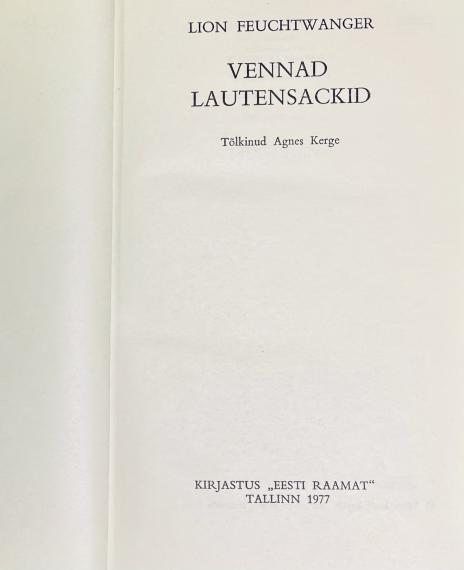 LION FEUCHTWANGER
VENNAD
LAUTENSACKID
Tõlkinud Agnes Kerge
KIRJASTUS „EESTI RAAMAT“
TALLINN 1977